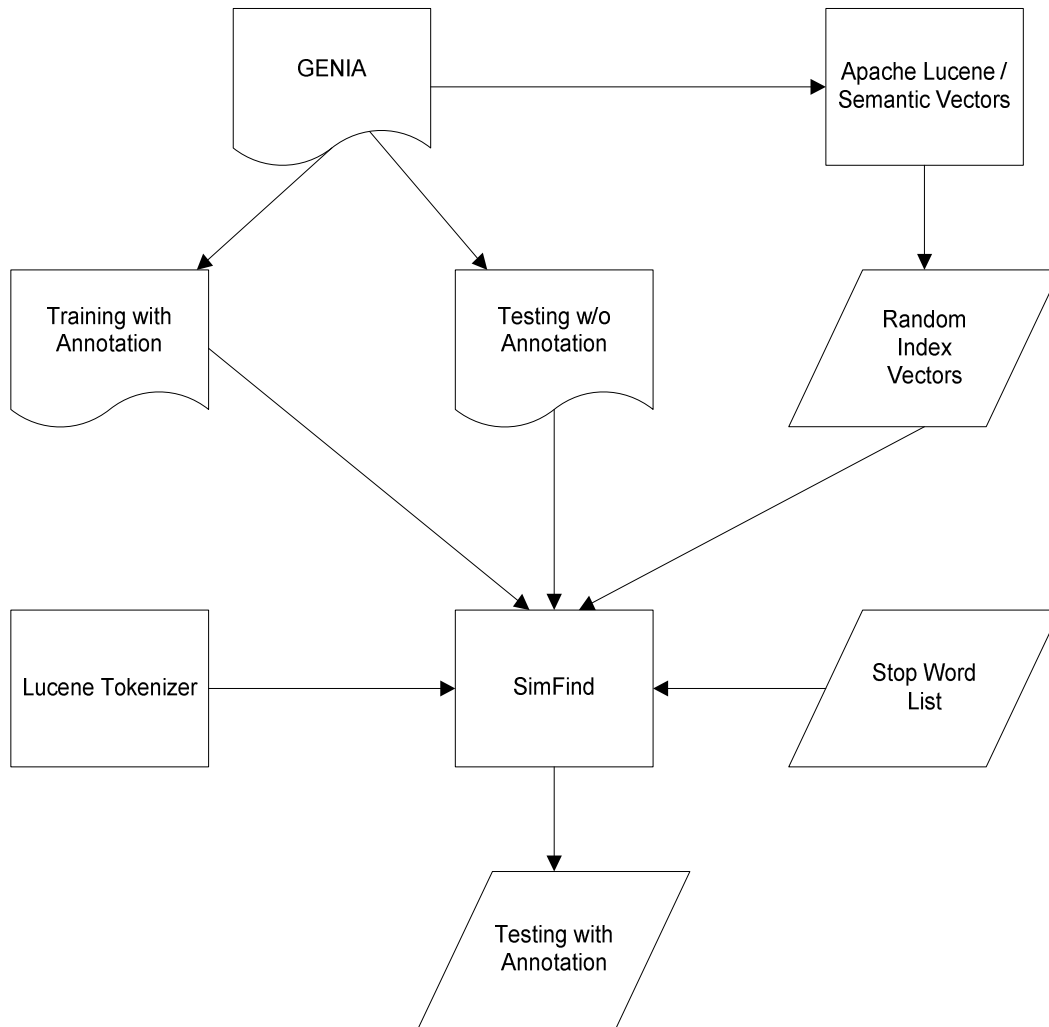 GENIA
Apache Lucene /
Semantic Vectors
Training with
Annotation
Testing w/o
Annotation
Random
Index
Vectors
Lucene Tokenizer
SimFind
Stop Word
List
Testing with
Annotation